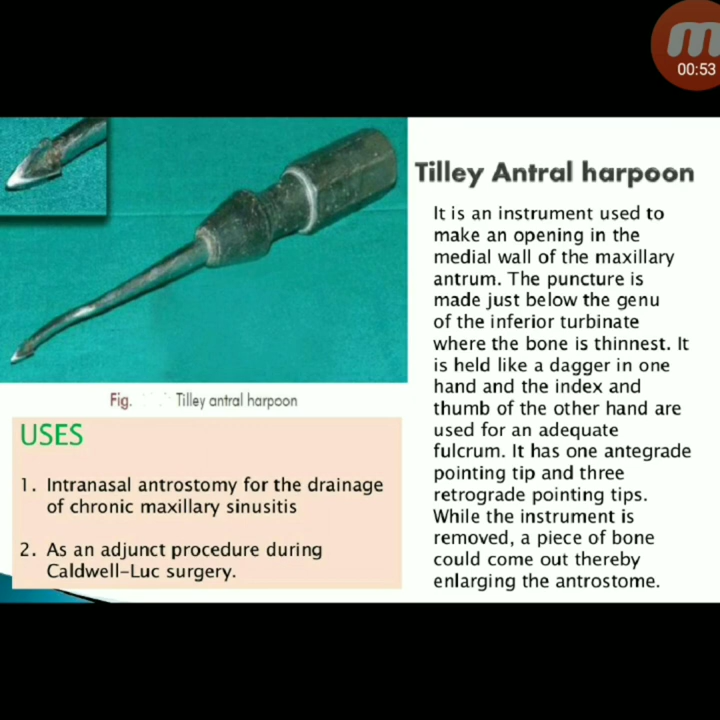 00:53
Tilley Antral harpoon
It is an instrument used to
make an opening in the
medial wall of the maxillary
antrum. The puncture is
made just below the genu
of the inferior turbinate
where the bone is thinnest. It
is held like a dagger in one
hand and the index and
thumb of the other hand are
used for an adequate
fulcrum. It has one antegrade
pointing tip and three
retrograde pointing tips.
While the instrument is
removed, a piece of bone
could come out thereby
enlarging the antrostome.
Fig. Tilley antral harpoon
USES
1. Intranasal antrostomy for the drainage
of chronic maxillary sinusitis
2. As an adjunct procedure during
Caldwell-Luc surgery.